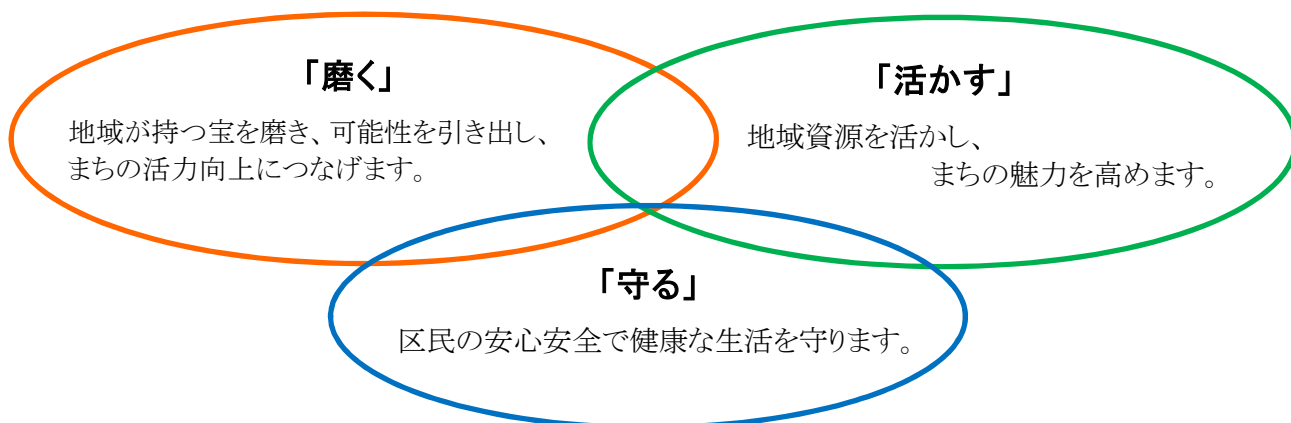 「磨く」
地域が持つ宝を磨き、可能性を引き出し、
まちの活力向上につなげます。
「活かす」
地域資源を活かし、
まちの魅力を高めます。
「守る」
区民の安心安全で健康な生活を守ります。